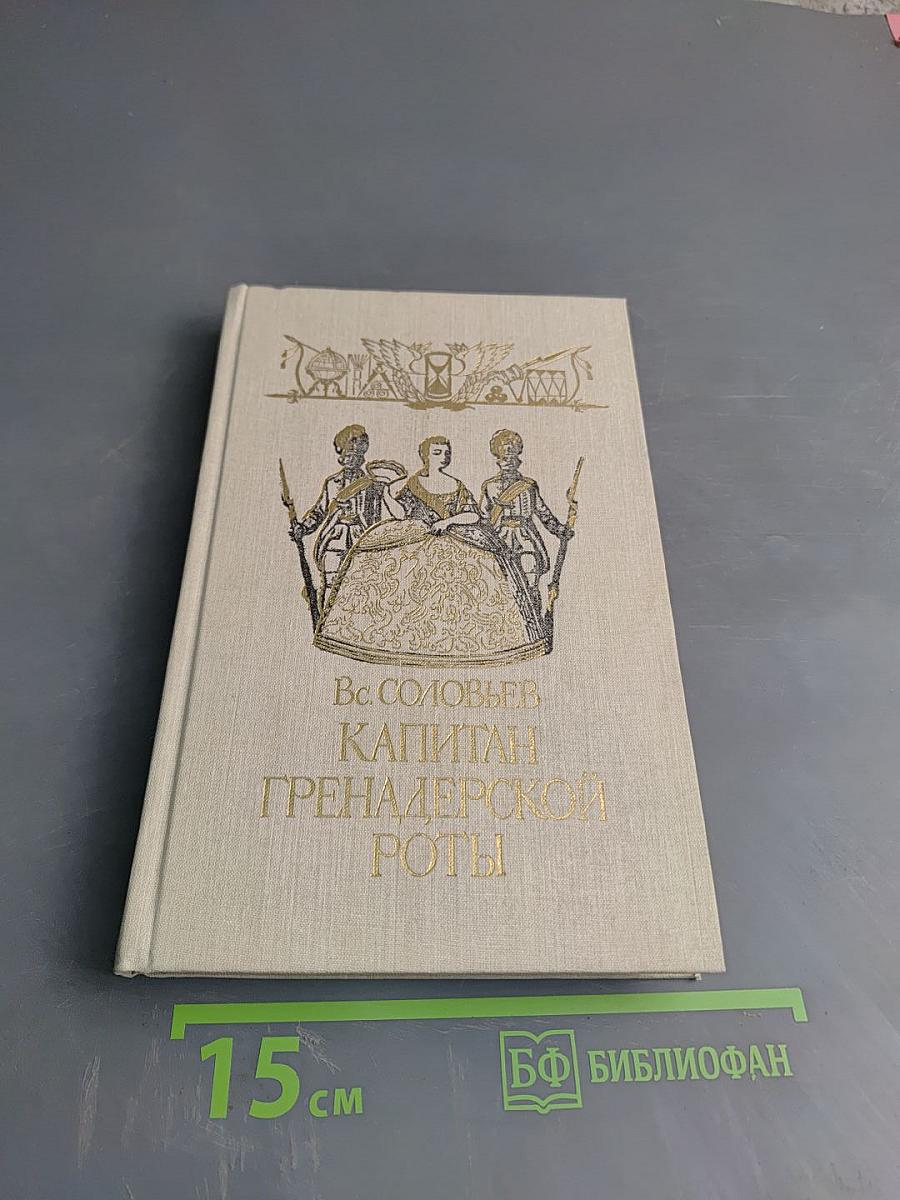 Вс. СОЛОВЬЕВ
КАПИТАН
ГРЕНАДЕРСКОЙ
РОТЫ
15 см
БФ БИБЛИОФАН